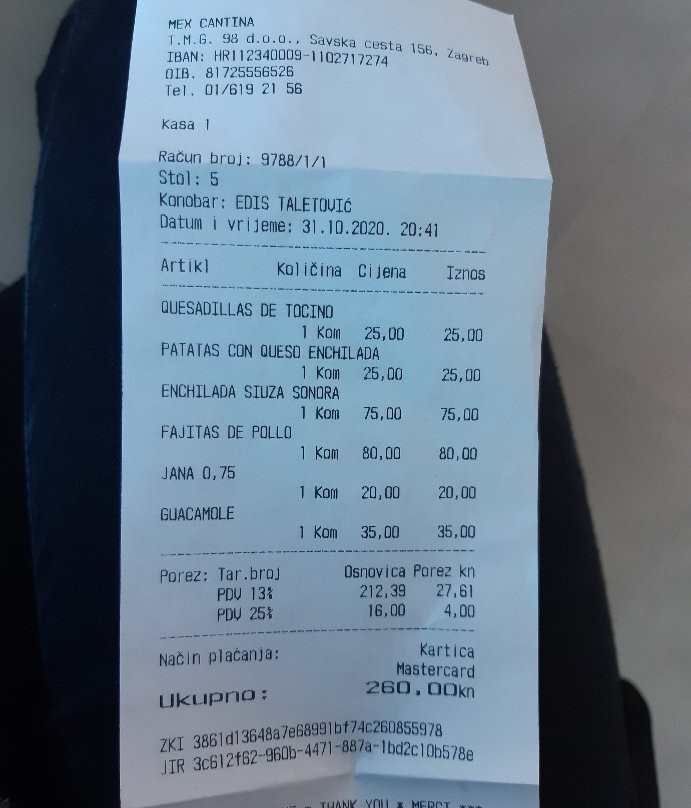 MEX CANTINA
T.M.G. 98 d.o.o., Savska cesta 156, Zagreb
IBAN: HR112340009-1102717274
OIB. 81725556526
Tel. 01/619 21 56
Kasa 1
Račun broj: 9788/1/1
Stol: 5
Konobar: EDIS TALETOVIĆ
Datum i vrijeme: 31.10.2020. 20:41
Artikl Količina Cijena Iznos
QUESADILLAS DE TOCINO
1 Kom 25,00 25,00
PATATAS CON QUESO ENCHILADA
1 Kom 25,00 25,00
ENCHILADA SIUZA SONORA
1 Kom 75,00 75,00
FAJITAS DE POLLO
1 Kom 80,00 80,00
JANA 0,75
1 Kom 20,00 20,00
GUACAMOLE
1 Kom 35,00 35,00
Porez: Tar.broj Osnovica Porez kn
PDV 13% 212,39 27,61
PDV 25% 16,00 4,00
Način plaćanja: Kartica
Mastercard
Ukupno: 260,00kn
ZKI 3861d13648a7e68991bf74c260855978
JIR 3c612f62-960b-4471-887a-1bd2c10b578e
THANK YOU * MERCI ***